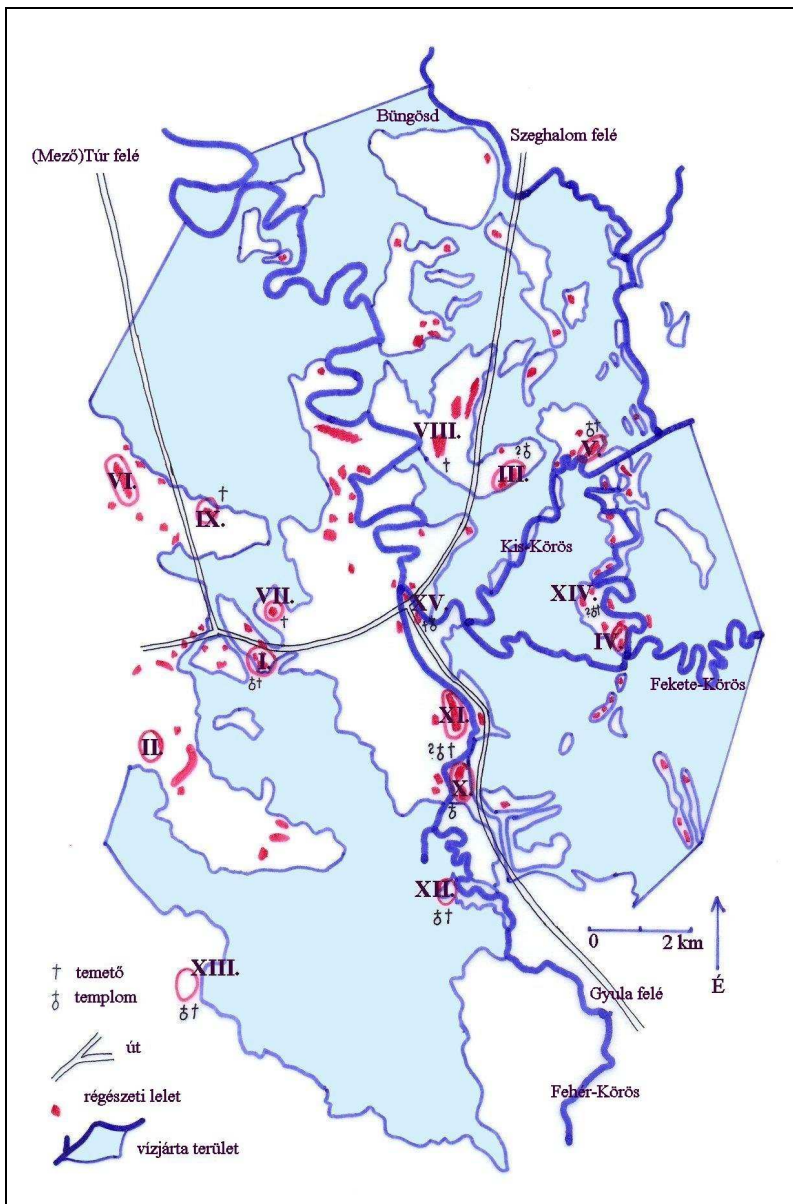 Büngösd
Szeghalom felé
(Mező)Túr felé
VIII.
III.
?
V.
VI.
IX.
Kis-Körös
VII.
XV.
XIV.
?
I.
IV.
Fekete-Körös
XI.
II.
?
X.
XII.
0 2 km
XIII.
É
Gyula felé
temető
templom
út
régészeti lelet
Fehér-Körös
vízjárta terület